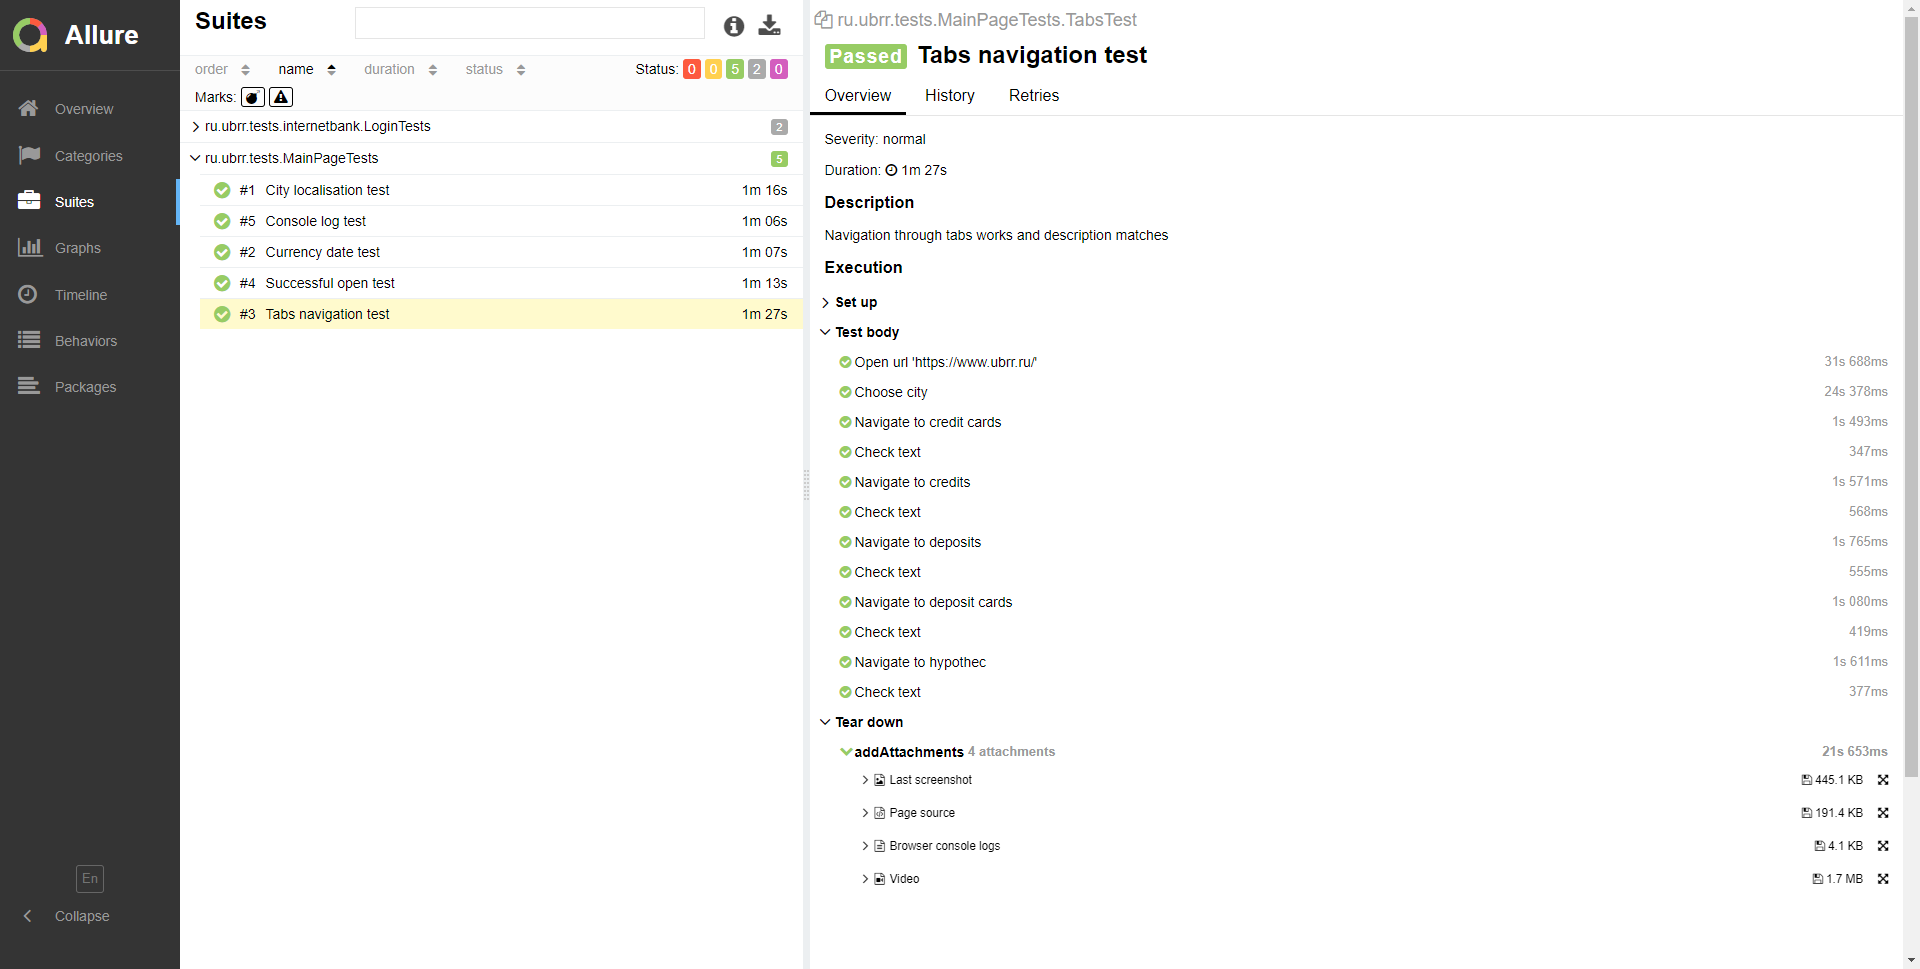 Allure
Overview
Categories
Suites
Graphs
Timeline
Behaviors
Packages
En
Collapse
Suites
order name duration status Status: 0 0 5 2 0
Marks:
ru.ubrr.tests.internetbank.LoginTests 2
ru.ubrr.tests.MainPageTests 5
#1 City localisation test 1m 16s
#5 Console log test 1m 06s
#2 Currency date test 1m 07s
#4 Successful open test 1m 13s
#3 Tabs navigation test 1m 27s
ru.ubrr.tests.MainPageTests.TabsTest
Passed Tabs navigation test
Overview History Retries
Severity: normal
Duration: 1m 27s
Description
Navigation through tabs works and description matches
Execution
Set up
Test body
Open url 'https://www.ubrr.ru/' 31s 688ms
Choose city 24s 378ms
Navigate to credit cards 1s 493ms
Check text 347ms
Navigate to credits 1s 571ms
Check text 568ms
Navigate to deposits 1s 765ms
Check text 555ms
Navigate to deposit cards 1s 080ms
Check text 419ms
Navigate to hypothec 1s 611ms
Check text 377ms
Tear down
addAttachments 4 attachments 21s 653ms
Last screenshot 445.1 KB
Page source 191.4 KB
Browser console logs 4.1 KB
Video 1.7 MB